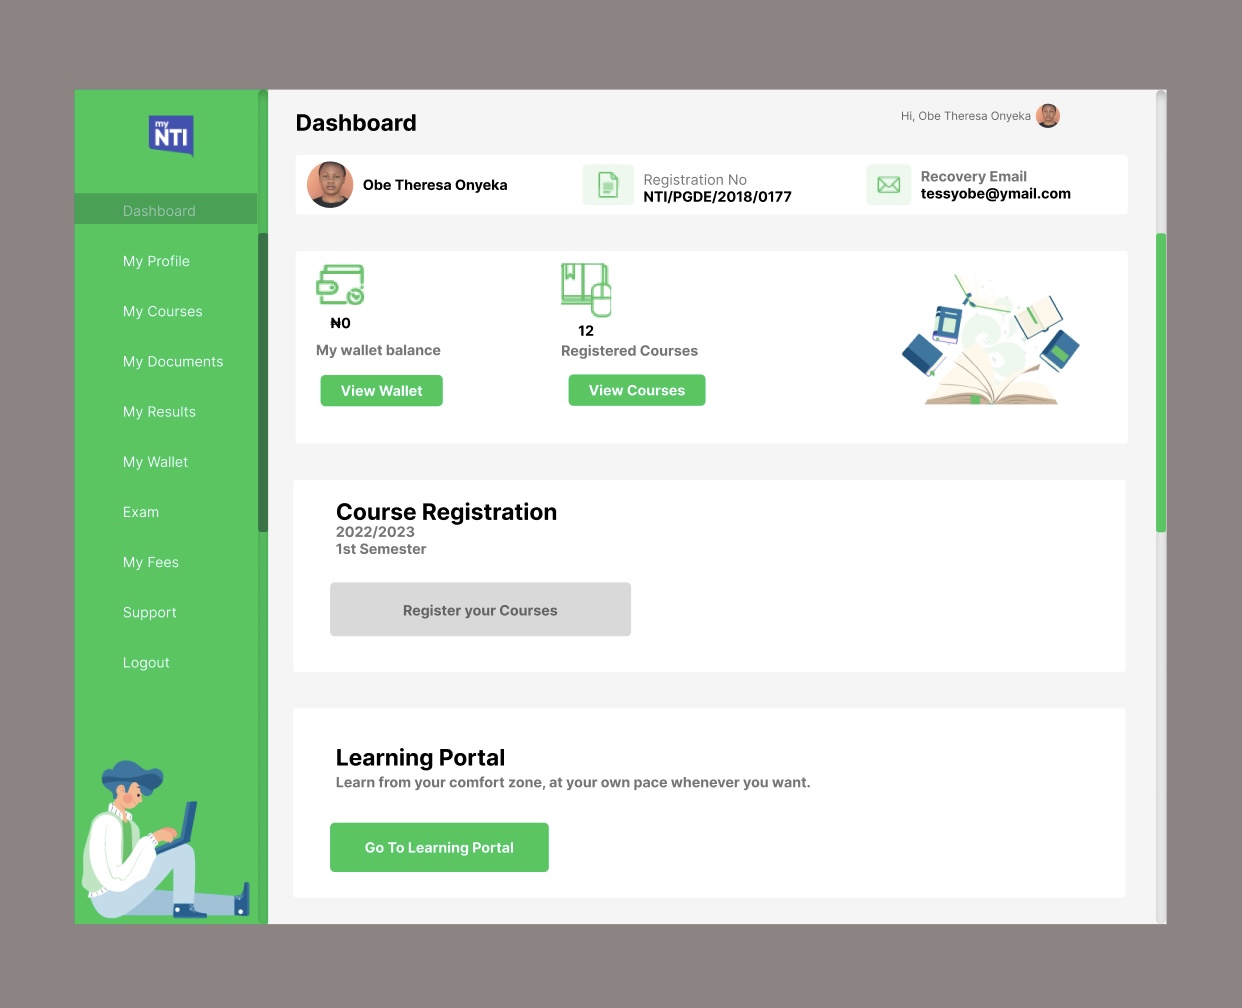 my
NTI
Dashboard
My Profile
My Courses
My Documents
My Results
My Wallet
Exam
My Fees
Support
Logout
Dashboard
Hi, Obe Theresa Onyeka
Obe Theresa Onyeka
Registration No
NTI/PGDE/2018/0177
Recovery Email
tessyobe@ymail.com
₦0
My wallet balance
View Wallet
12
Registered Courses
View Courses
Course Registration
2022/2023
1st Semester
Register your Courses
Learning Portal
Learn from your comfort zone, at your own pace whenever you want.
Go To Learning Portal